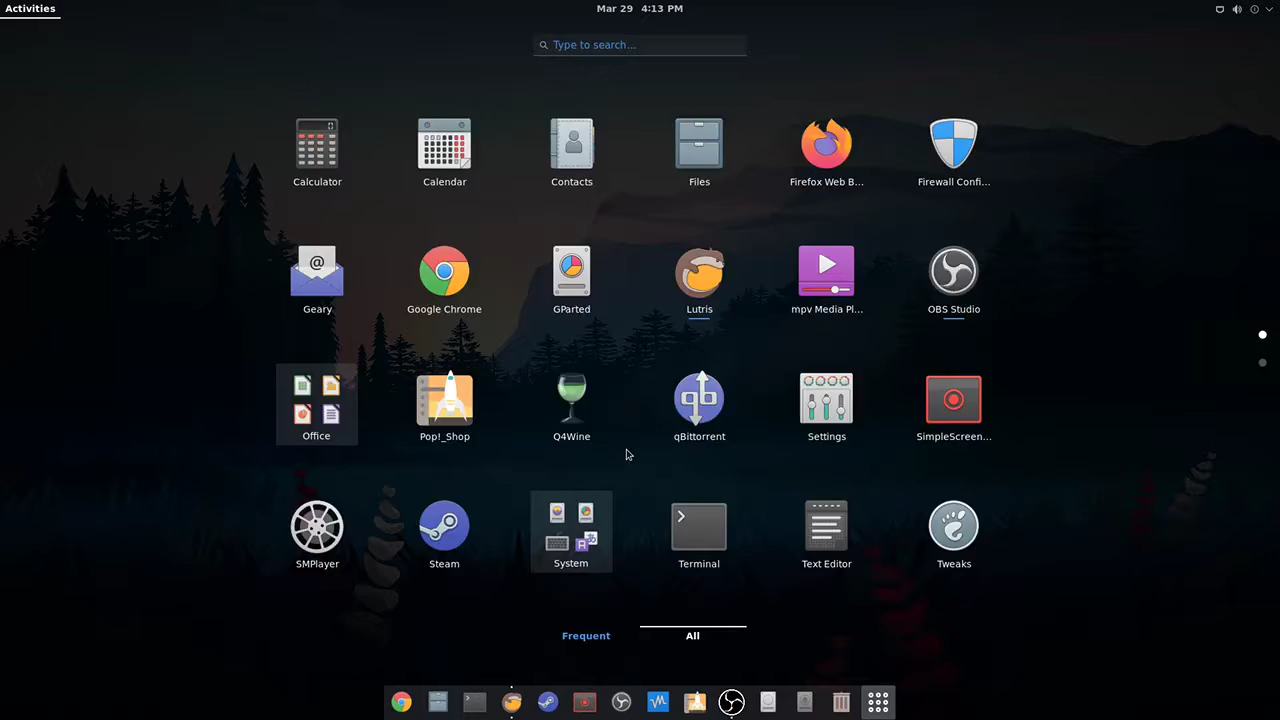 Activities
Mar 29 4:13 PM
Type to search...
Calculator
Calendar
Contacts
Files
Firefox Web B...
Firewall Confi...
Geary
Google Chrome
GParted
Lutris
mpv Media Pl...
OBS Studio
Office
Pop!_Shop
Q4Wine
qBittorrent
Settings
SimpleScreen...
SMPlayer
Steam
System
Terminal
Text Editor
Tweaks
Frequent
All